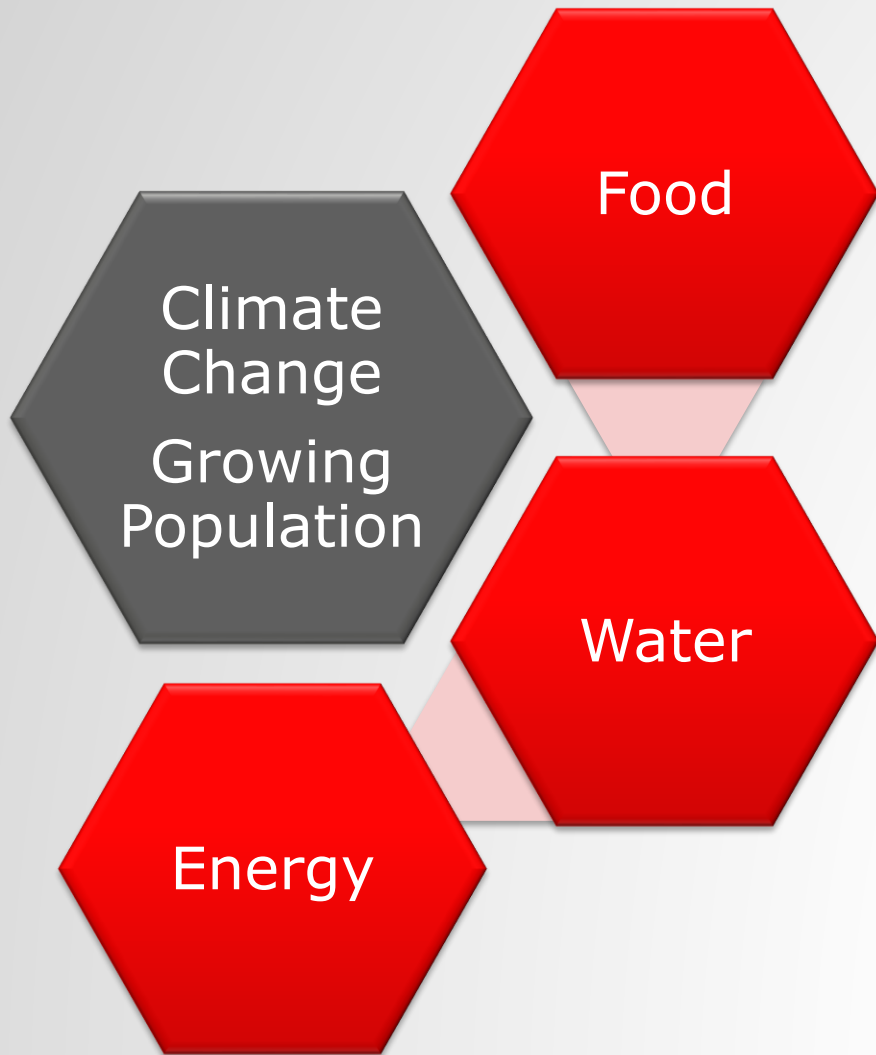 Food
Climate
Change
Growing
Population
Water
Energy